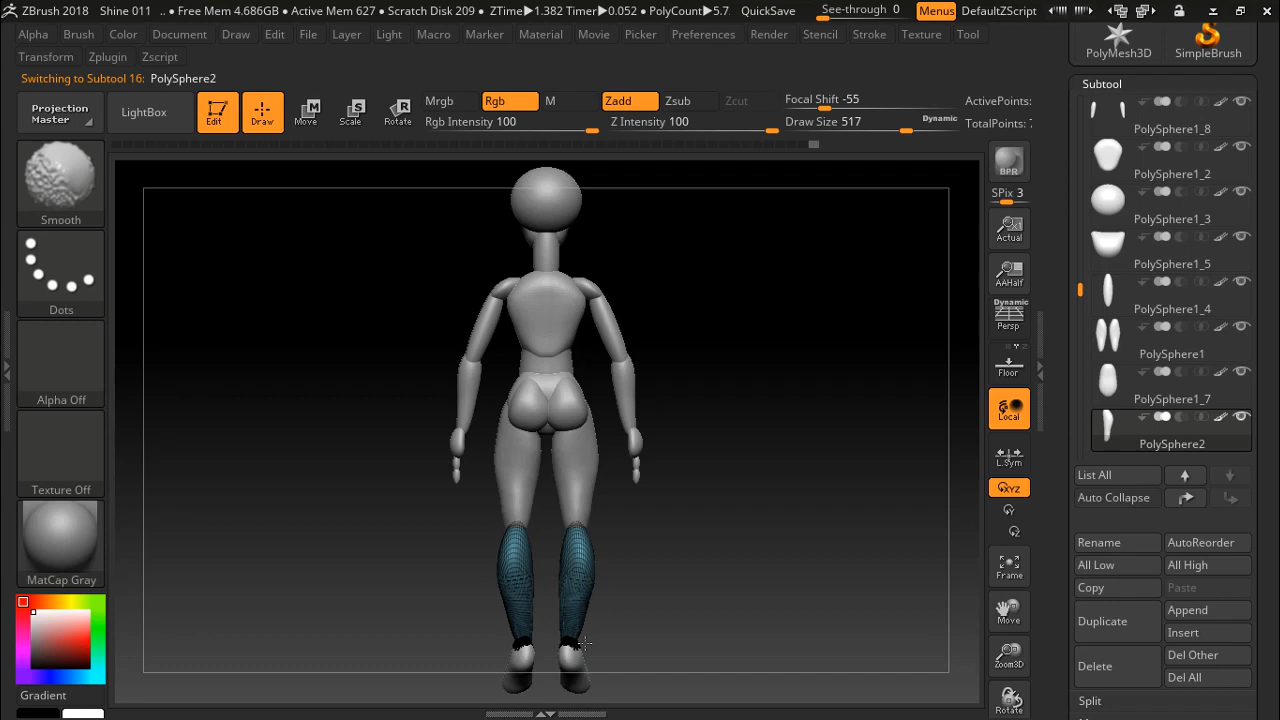 ZBrush 2018 Shine 011 • Free Mem 4.686GB • Active Mem 627 • Scratch Disk 209 • ZTime▶1.382 Timer▶0.052 • PolyCount▶5.7 QuickSave See-through 0 Menus DefaultZScript
Alpha Brush Color Document Draw Edit File Layer Light Macro Marker Material Movie Picker Preferences Render Stencil Stroke Texture Tool
Transform Zplugin Zscript
Switching to Subtool 16: PolySphere2
Projection Master
LightBox
Edit
Draw
Move
Scale
Rotate
Mrgb Rgb M Zadd Zsub Zcut
Rgb Intensity 100 Z Intensity 100
Focal Shift -55
Draw Size 517 Dynamic
ActivePoints:
TotalPoints: 7
Smooth
Dots
Alpha Off
Texture Off
MatCap Gray
Gradient
BPR
SPix 3
Actual
AAHalf
Dynamic
Persp
Floor
Local
L.Sym
XYZ
Frame
Move
Zoom3D
Rotate
PolyMesh3D SimpleBrush
Subtool
PolySphere1_8
PolySphere1_2
PolySphere1_3
PolySphere1_5
PolySphere1_4
PolySphere1
PolySphere1_7
PolySphere2
List All
Auto Collapse
Rename AutoReorder
All Low All High
Copy Paste
Duplicate Append
Insert
Delete Del Other
Del All
Split